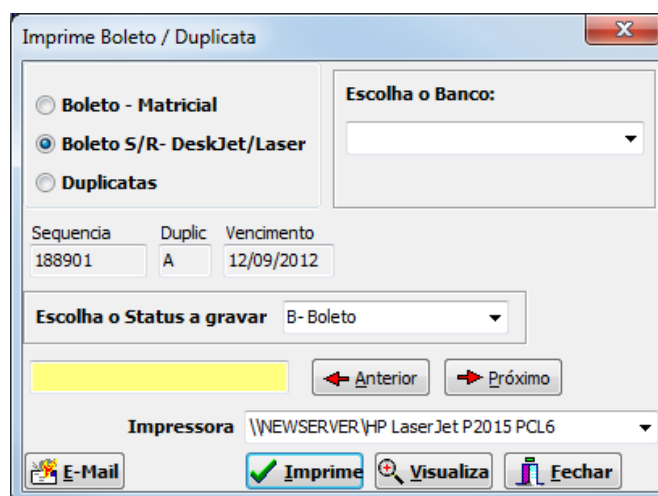 Imprime Boleto / Duplicata
Boleto - Matricial
Boleto S/R- DeskJet/Laser
Duplicatas
Escolha o Banco:
Sequencia Duplic Vencimento
188901 A 12/09/2012
Escolha o Status a gravar B- Boleto
Anterior Próximo
Impressora \\NEWSERVER\HP LaserJet P2015 PCL6
E-Mail Imprime Visualiza Fechar